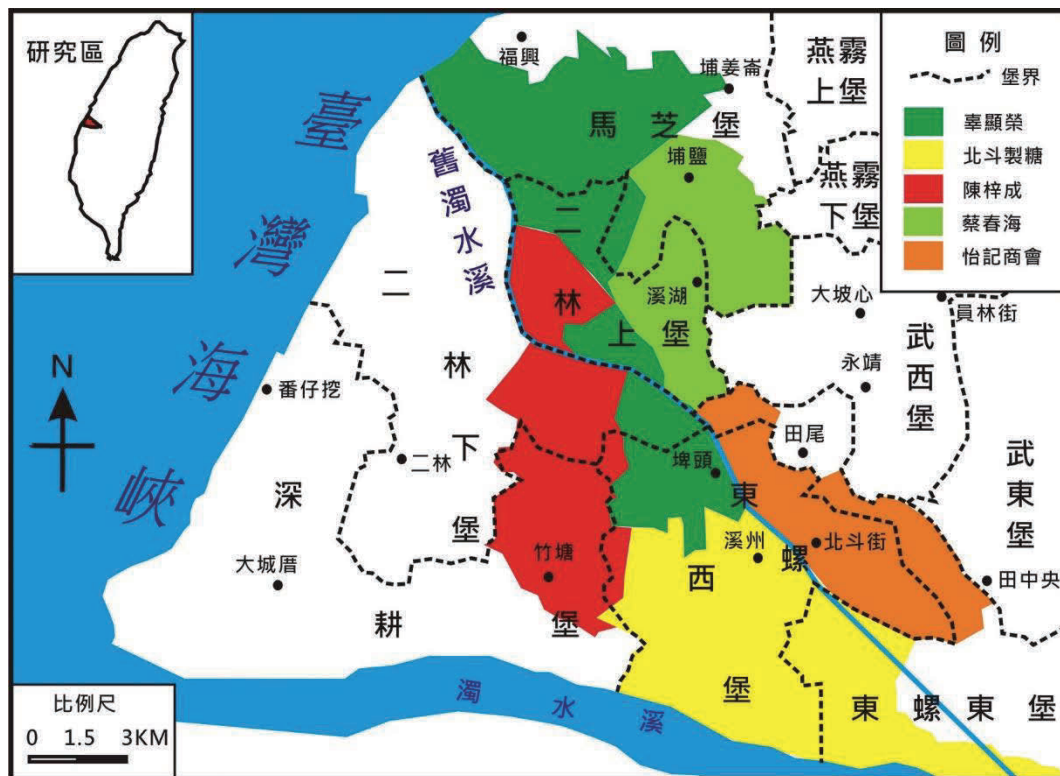 研究區
圖例
堡界
辜顯榮
北斗製糖
陳梓成
蔡春海
怡記商會
臺灣海峽
舊濁水溪
濁水溪
福興
埔姜崙
馬芝堡
燕霧上堡
燕霧下堡
埔鹽
二林上堡
溪湖
大坡心
員林街
永靖
武西堡
二林下堡
番仔挖
二林
田尾
埤頭
武東堡
深耕堡
大城厝
竹塘
溪州
北斗街
田中央
東螺西堡
東螺東堡
N
比例尺
0 1.5 3KM